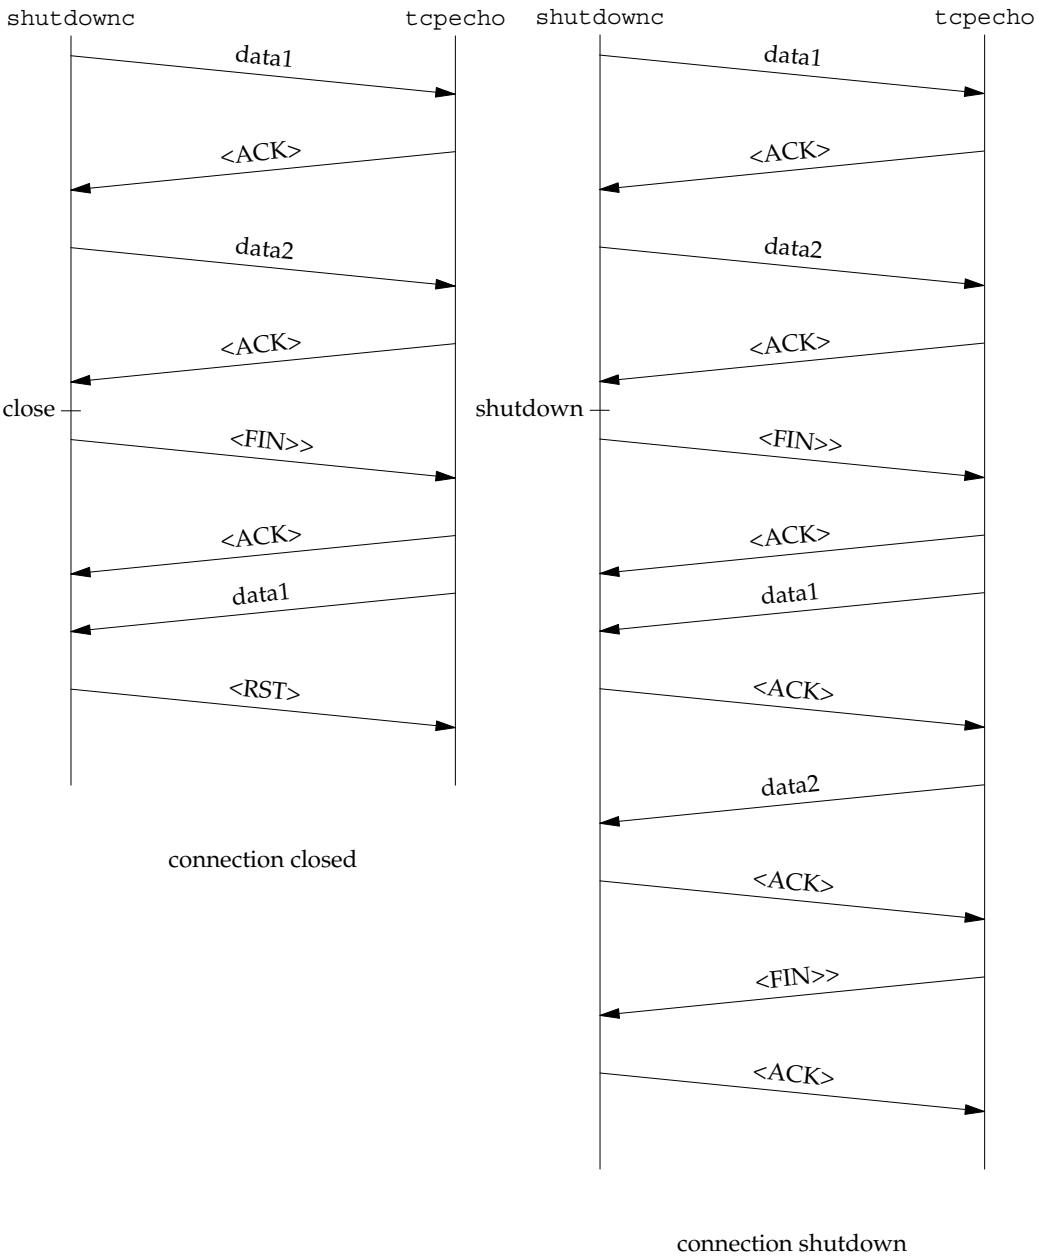 shutdownc
tcpecho
data1
<ACK>
data2
<ACK>
close
<FIN>>
<ACK>
data1
<RST>
connection closed
shutdownc
tcpecho
data1
<ACK>
data2
<ACK>
shutdown
<FIN>>
<ACK>
data1
<ACK>
data2
<ACK>
<FIN>>
<ACK>
connection shutdown